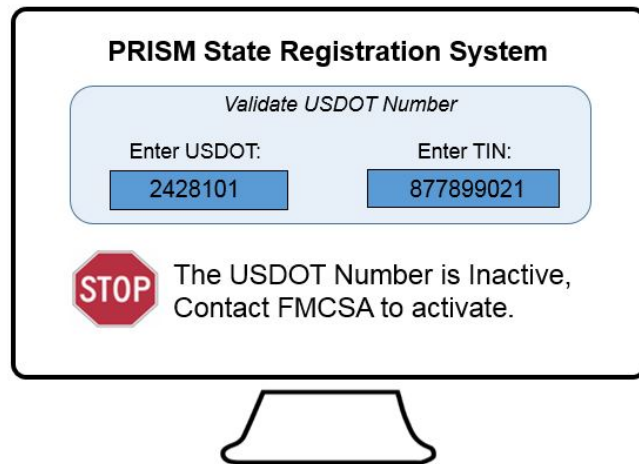 PRISM State Registration System
Validate USDOT Number
Enter USDOT: Enter TIN:
2428101 877899021
STOP
The USDOT Number is Inactive,
Contact FMCSA to activate.